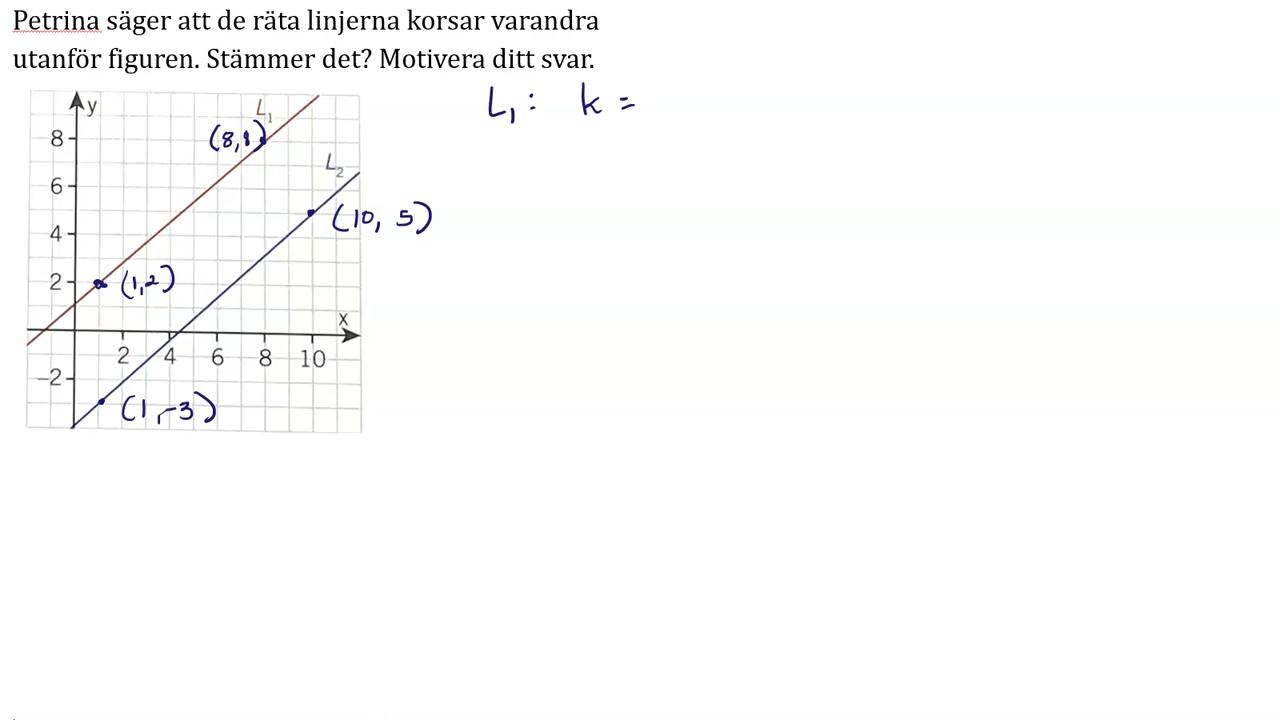 Petrina säger att de räta linjerna korsar varandra
utanför figuren. Stämmer det? Motivera ditt svar.
L₁ : k =
y
L₁
8
(8,8)
L₂
6
(10, 5)
4
2
(1,2)
x
2 4 6 8 10
−2
(1,-3)